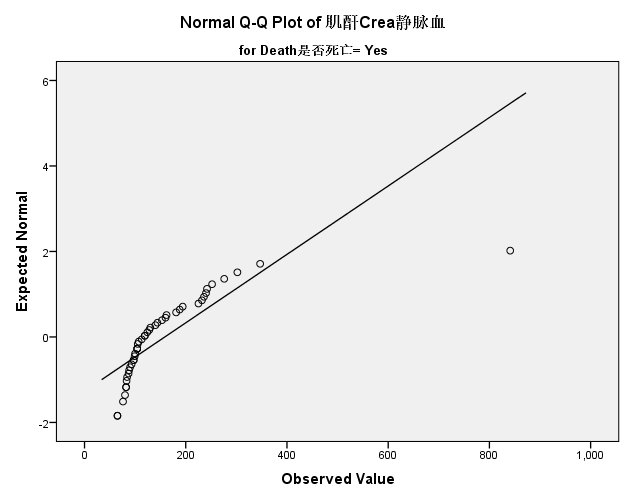 Normal Q-Q Plot of 肌酐Crea静脉血
for Death是否死亡= Yes
Expected Normal
6
4
2
0
-2
0 200 400 600 800 1,000
Observed Value